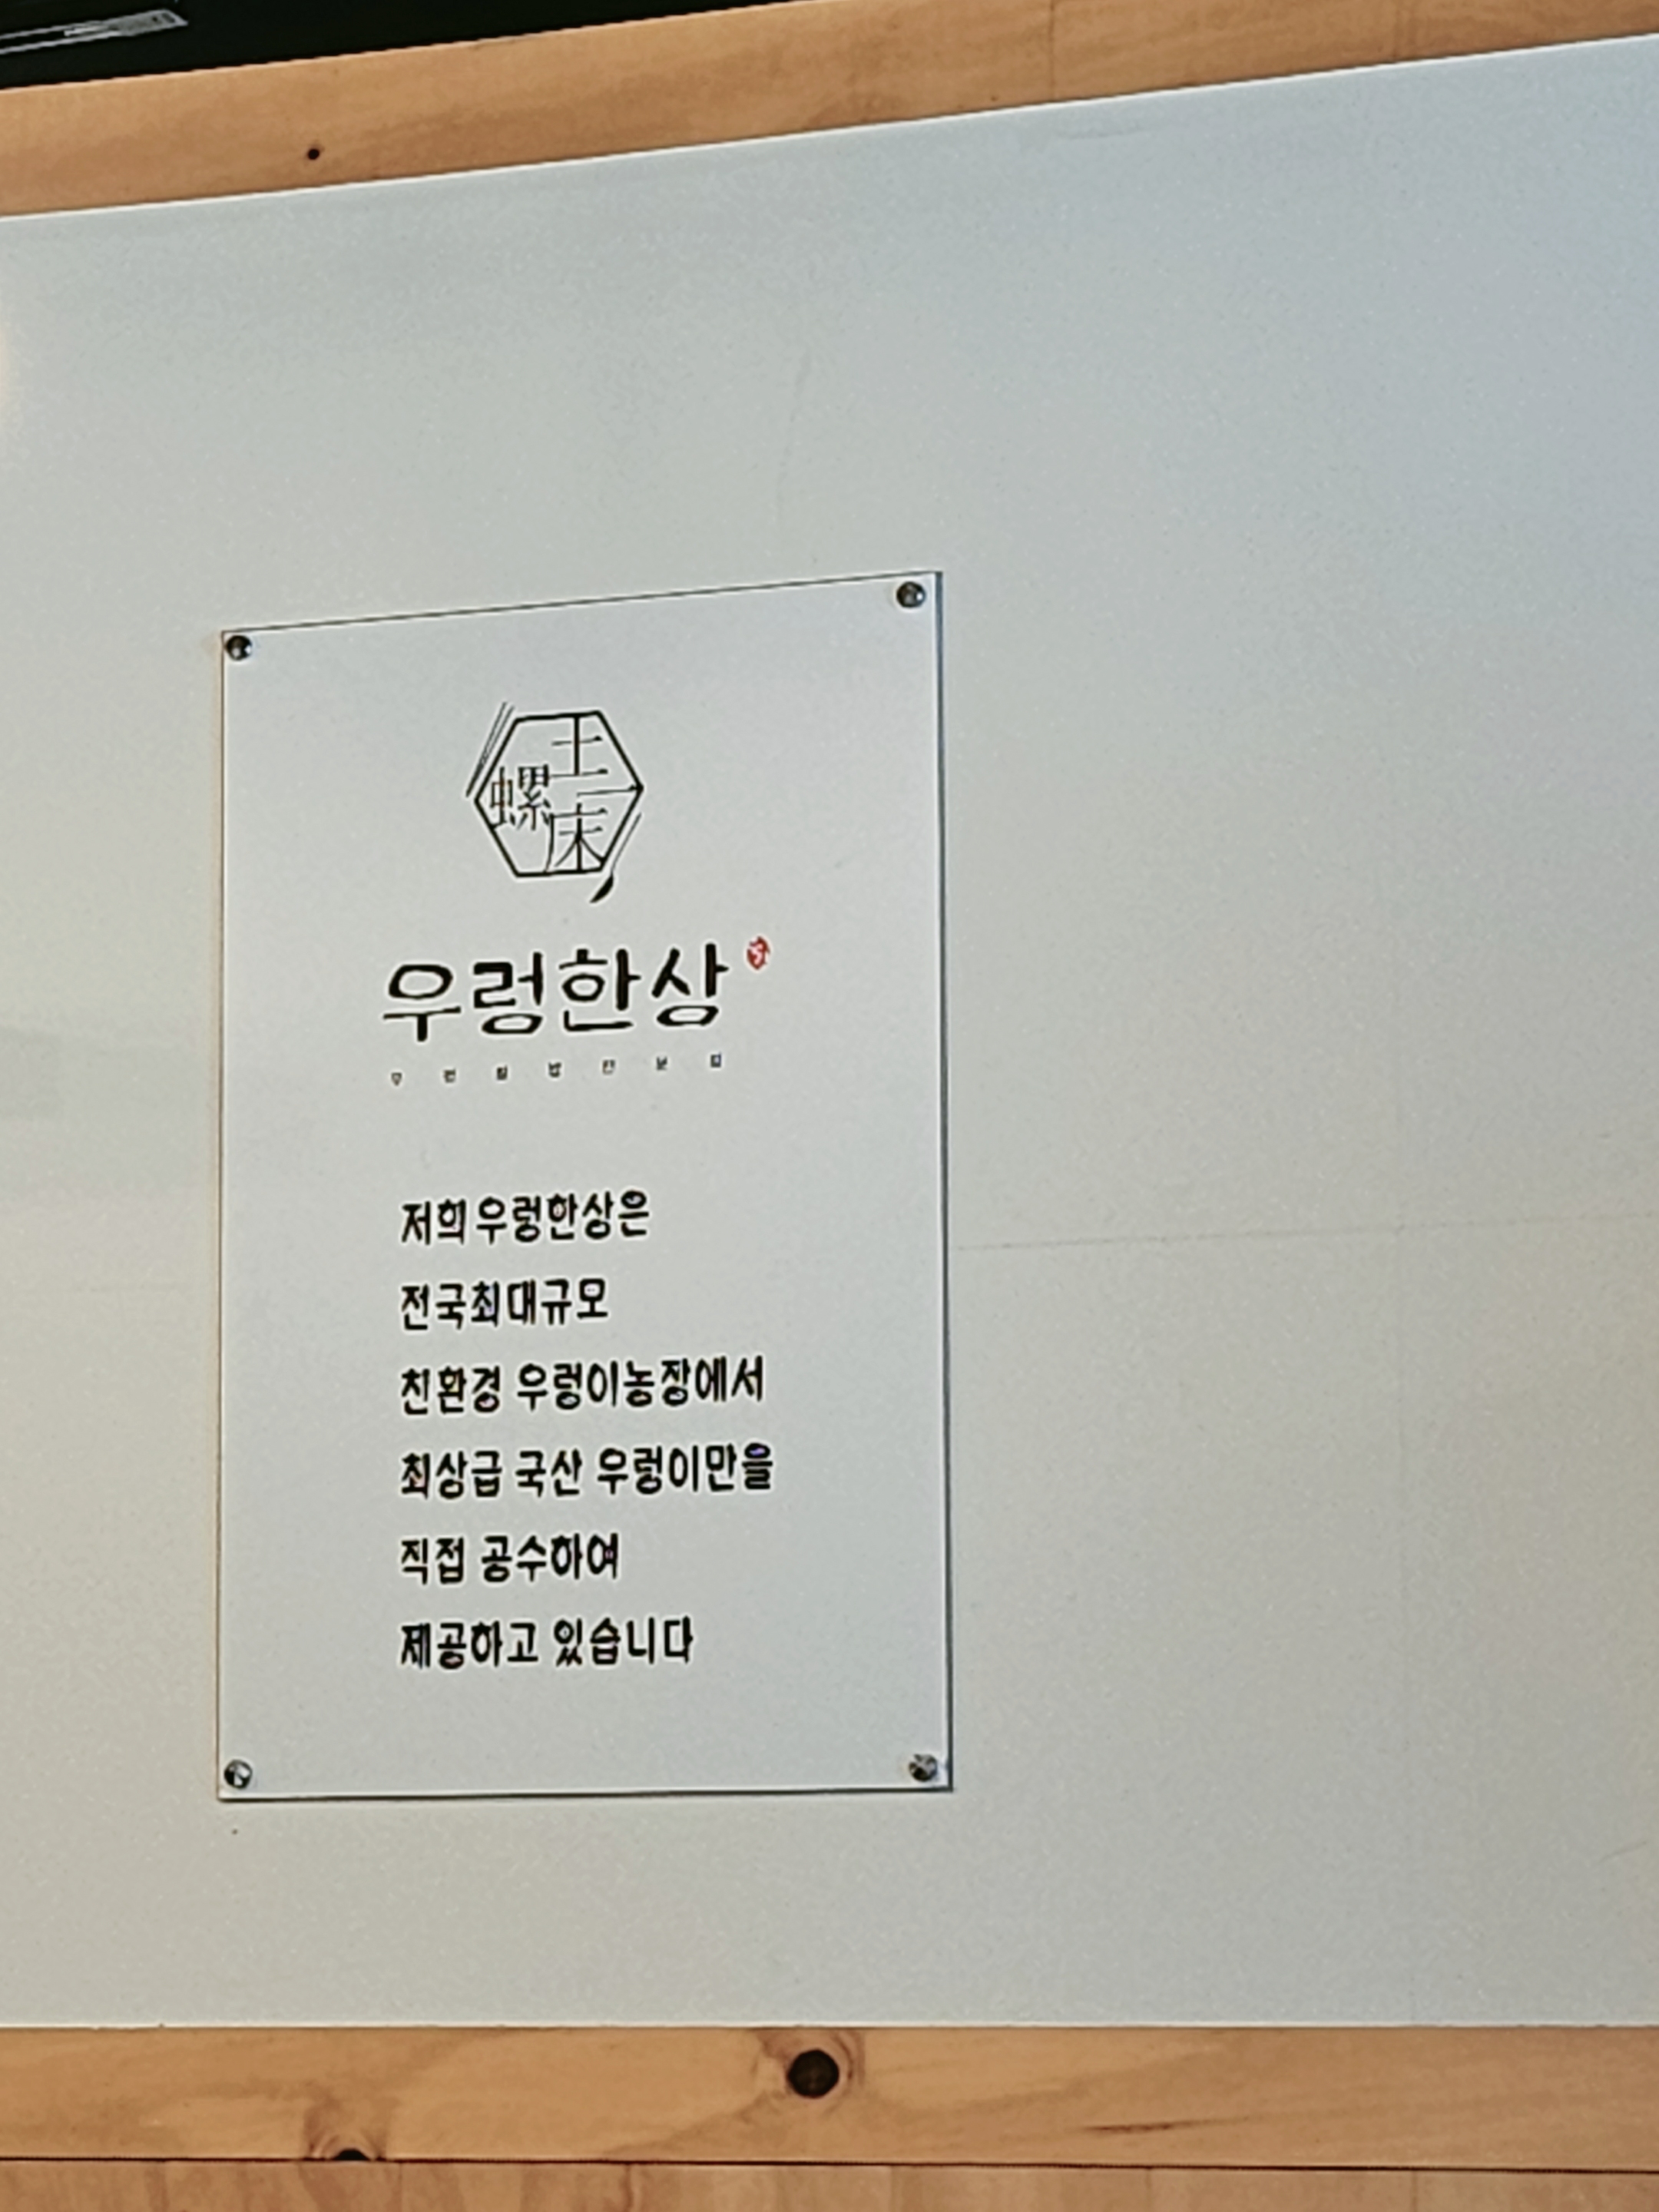 土
螺 一
床
우렁한상
저희 우렁한상은
전국최대규모
친환경 우렁이농장에서
최상급 국산 우렁이만을
직접 공수하여
제공하고 있습니다